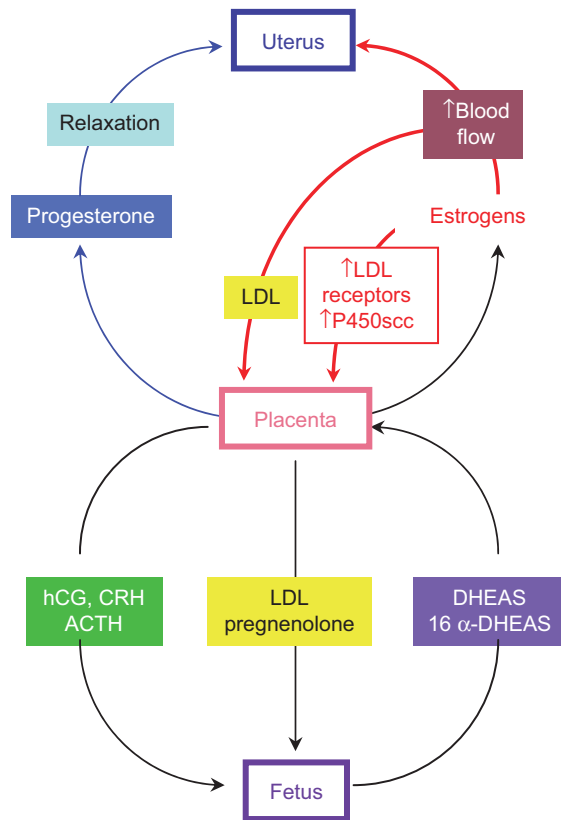 Uterus
Relaxation
↑Blood
flow
Progesterone
Estrogens
LDL
↑LDL
receptors
↑P450scc
Placenta
hCG, CRH
ACTH
LDL
pregnenolone
DHEAS
16 α-DHEAS
Fetus